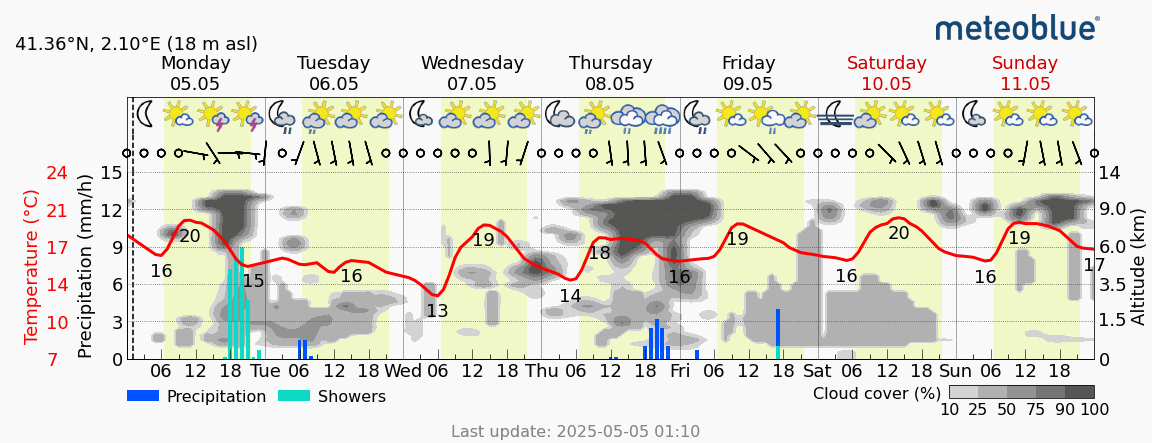 meteoblue
41.36°N, 2.10°E (18 m asl)
Monday Tuesday Wednesday Thursday Friday Saturday Sunday
05.05 06.05 07.05 08.05 09.05 10.05 11.05
24 15 14
21 12 9.0
17 9 6.0
14 6 3.5
10 3 1.5
7 0 0
Temperature (°C)
Precipitation (mm/h)
Altitude (km)
16 20 15 16 13 19 14 18 16 19 16 20 16 19 17
06 12 18 Tue 06 12 18 Wed 06 12 18 Thu 06 12 18 Fri 06 12 18 Sat 06 12 18 Sun 06 12 18
Precipitation Showers
Cloud cover (%)
10 25 50 75 90 100
Last update: 2025-05-05 01:10